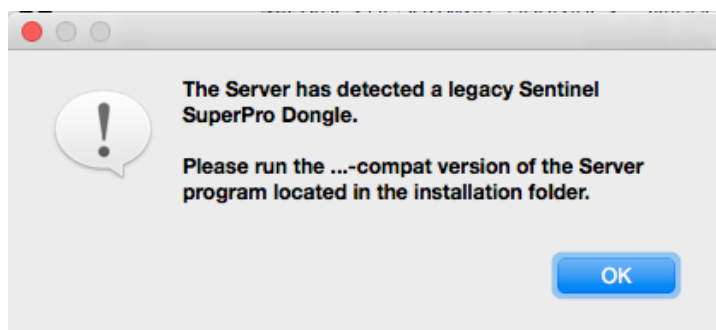 The Server has detected a legacy Sentinel
SuperPro Dongle.
Please run the ...-compat version of the Server
program located in the installation folder.
OK